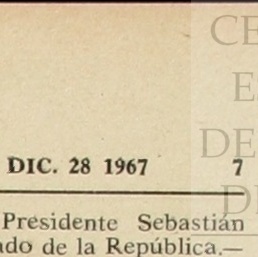 CE
E
DE
D
DIC. 28 1967 7
Presidente Sebastián
ado de la República.—